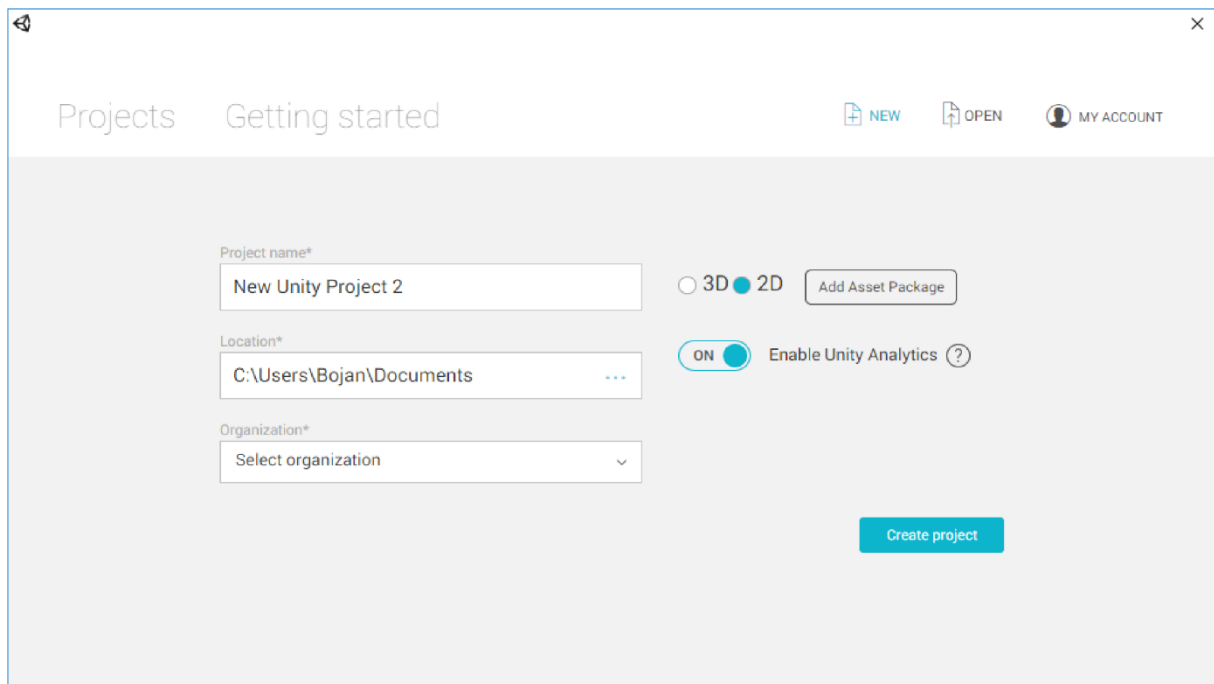 Projects Getting started NEW OPEN MY ACCOUNT
Project name*
New Unity Project 2
3D 2D Add Asset Package
Location*
C:\Users\Bojan\Documents ...
ON Enable Unity Analytics ?
Organization*
Select organization
Create project